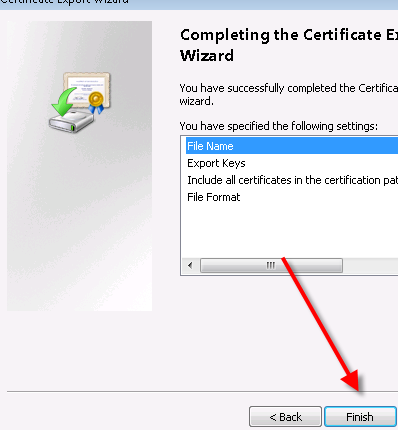 Certificate Export Wizard
Completing the Certificate Ex
Wizard
You have successfully completed the Certifica
wizard.
You have specified the following settings:
File Name
Export Keys
Include all certificates in the certification pat
File Format
< Back
Finish